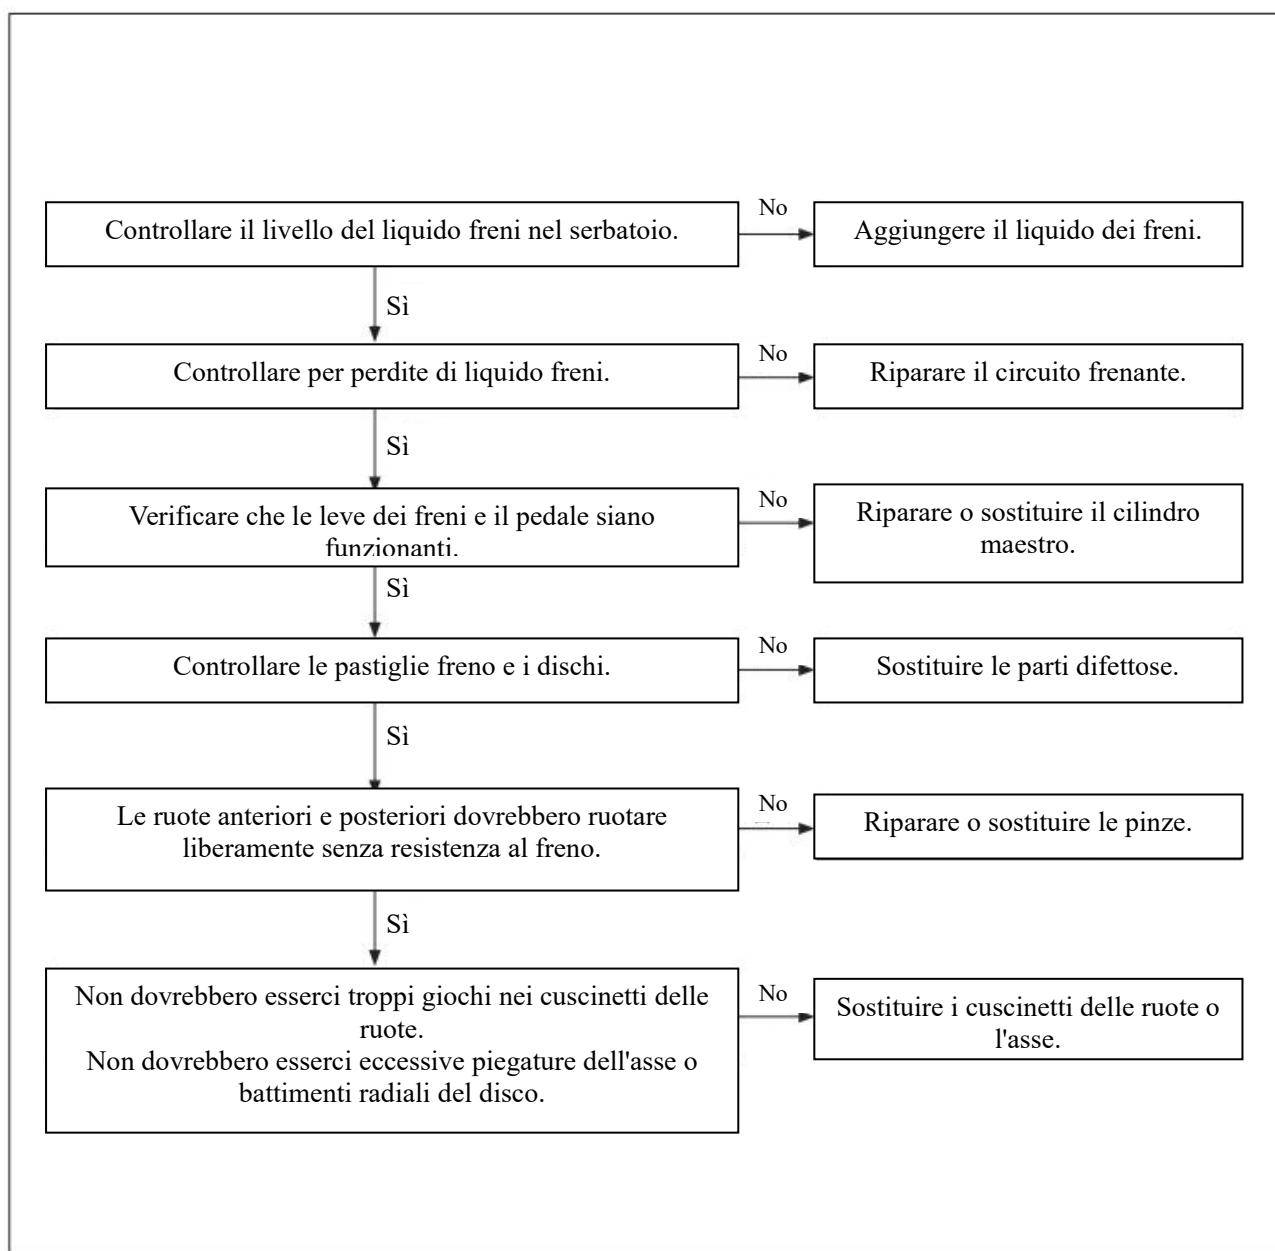 Controllare il livello del liquido freni nel serbatoio.
No
Aggiungere il liquido dei freni.
Sì
Controllare per perdite di liquido freni.
No
Riparare il circuito frenante.
Sì
Verificare che le leve dei freni e il pedale siano
funzionanti.
No
Riparare o sostituire il cilindro
maestro.
Sì
Controllare le pastiglie freno e i dischi.
No
Sostituire le parti difettose.
Sì
Le ruote anteriori e posteriori dovrebbero ruotare
liberamente senza resistenza al freno.
No
Riparare o sostituire le pinze.
Sì
Non dovrebbero esserci troppi giochi nei cuscinetti delle
ruote.
Non dovrebbero esserci eccessive piegature dell'asse o
battimenti radiali del disco.
No
Sostituire i cuscinetti delle ruote o
l'asse.